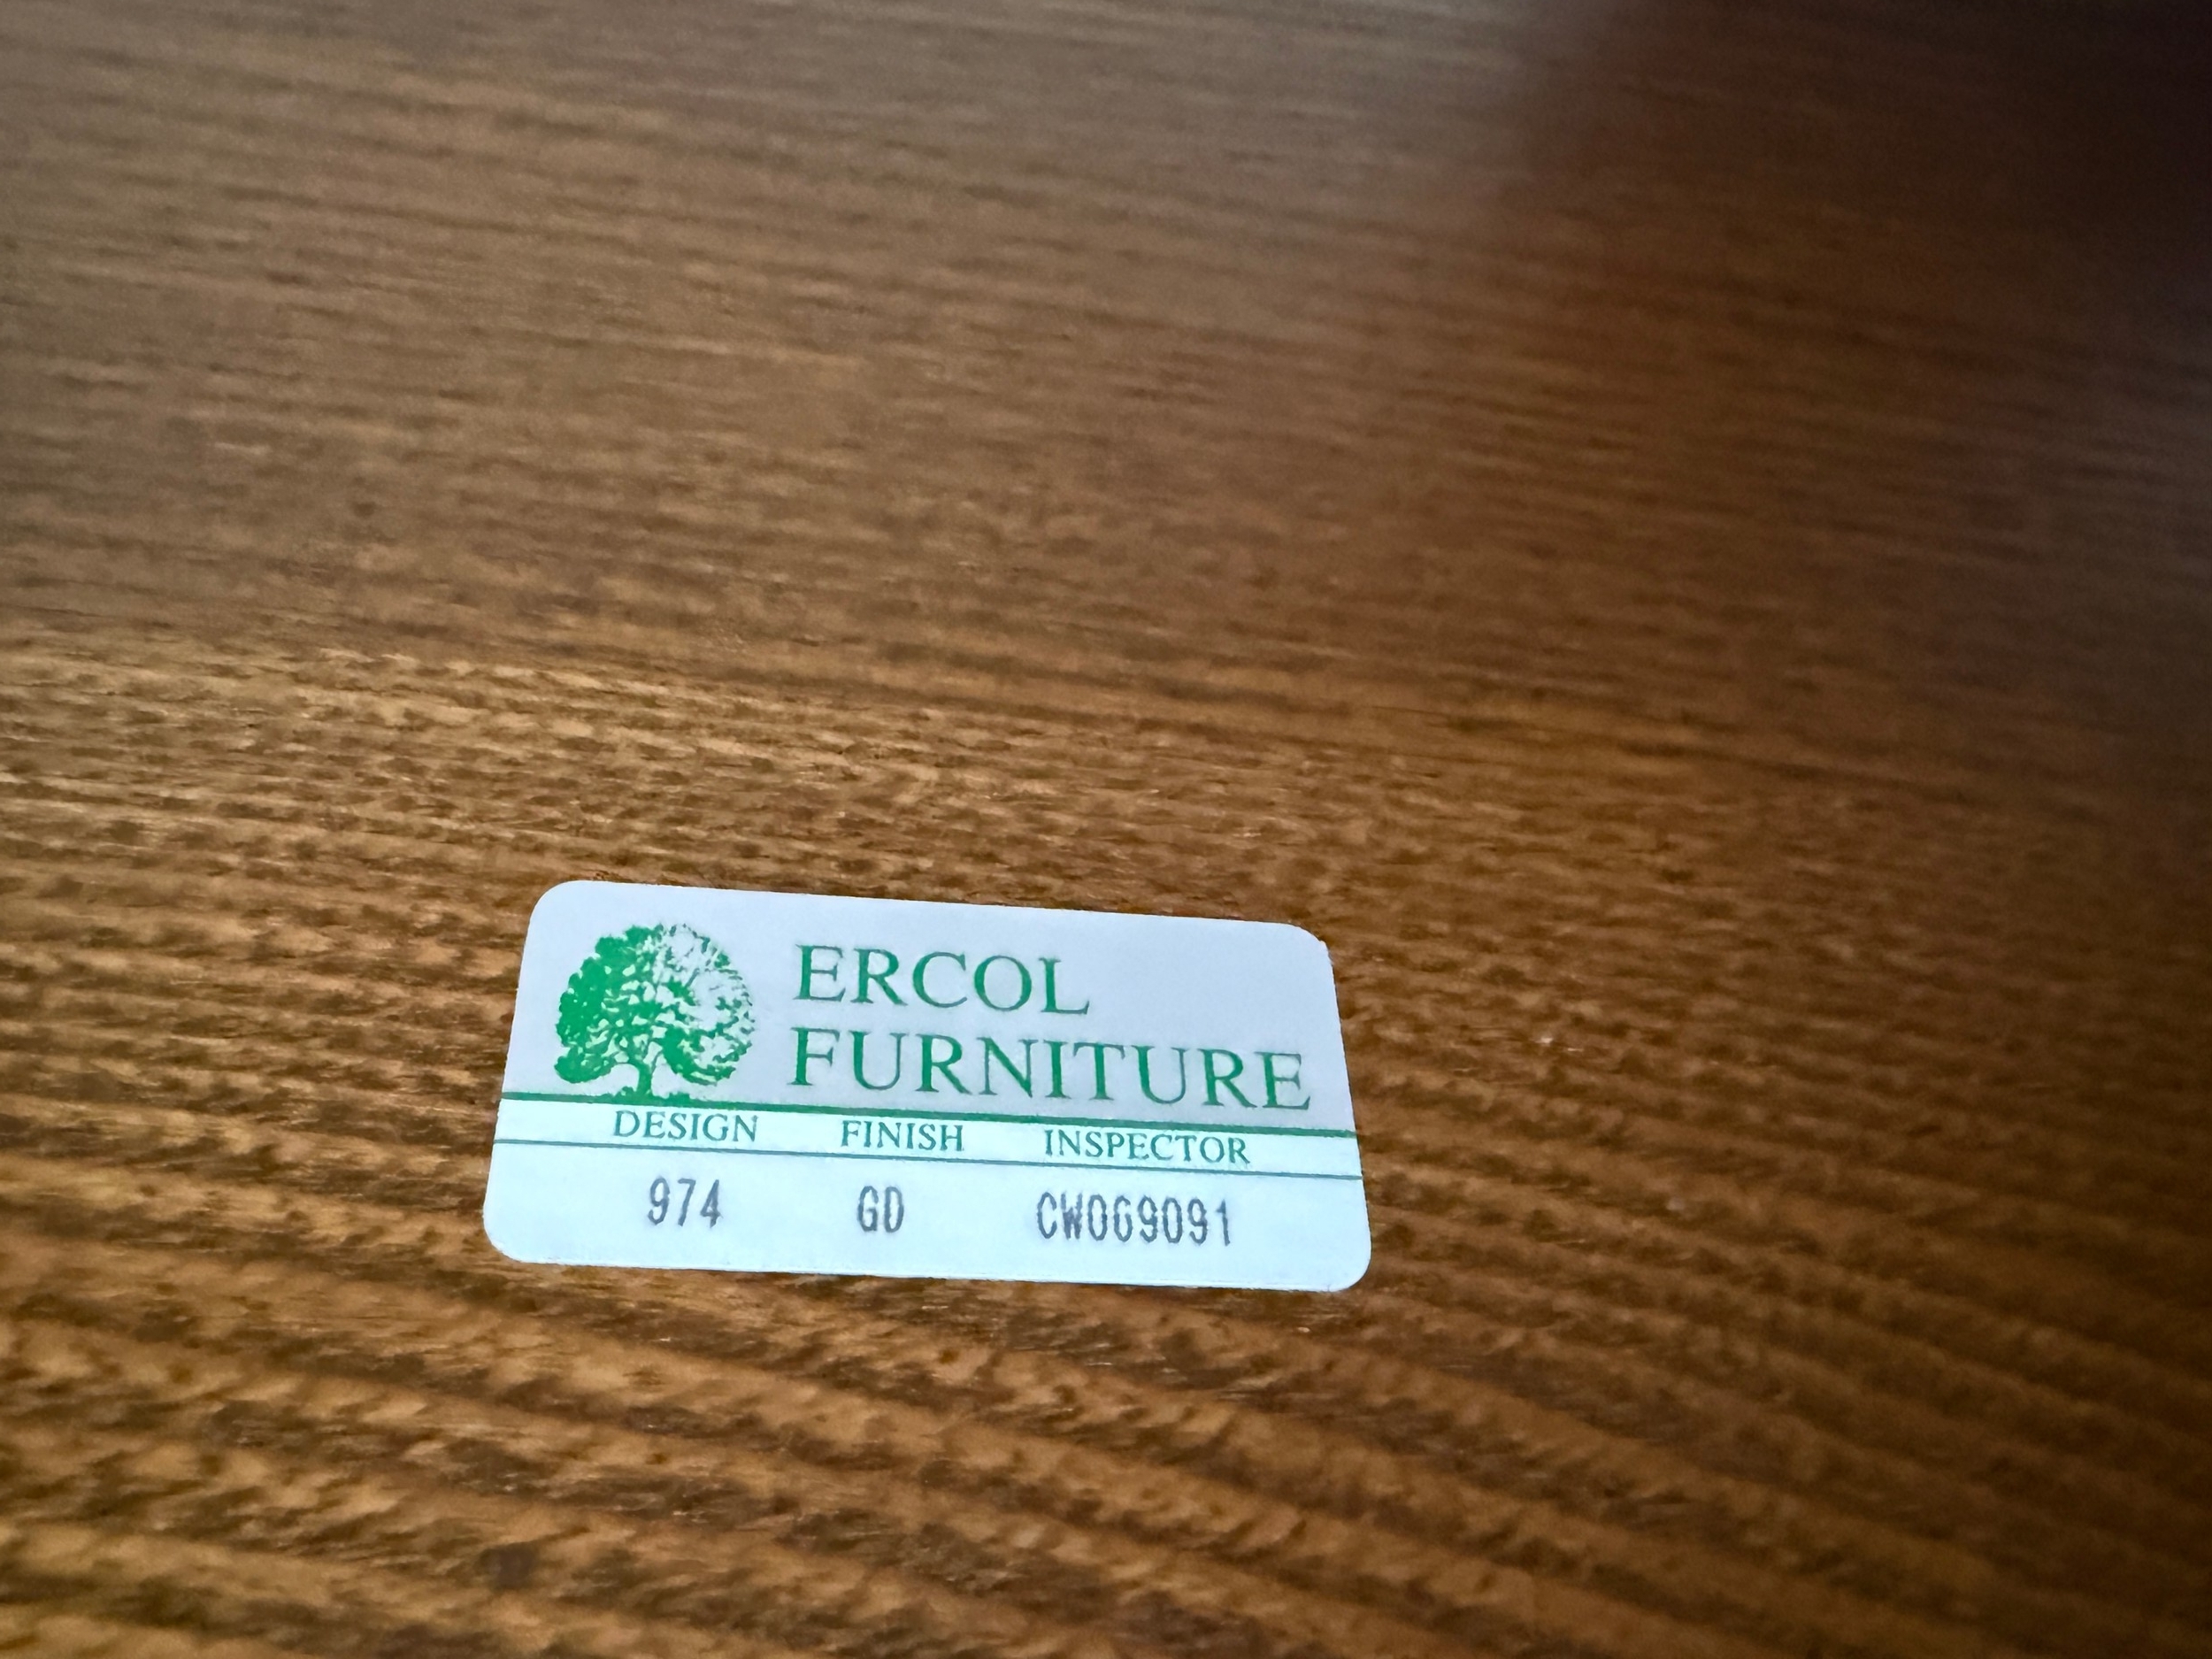 ERCOL
FURNITURE
DESIGN FINISH INSPECTOR
974 GD CW069091